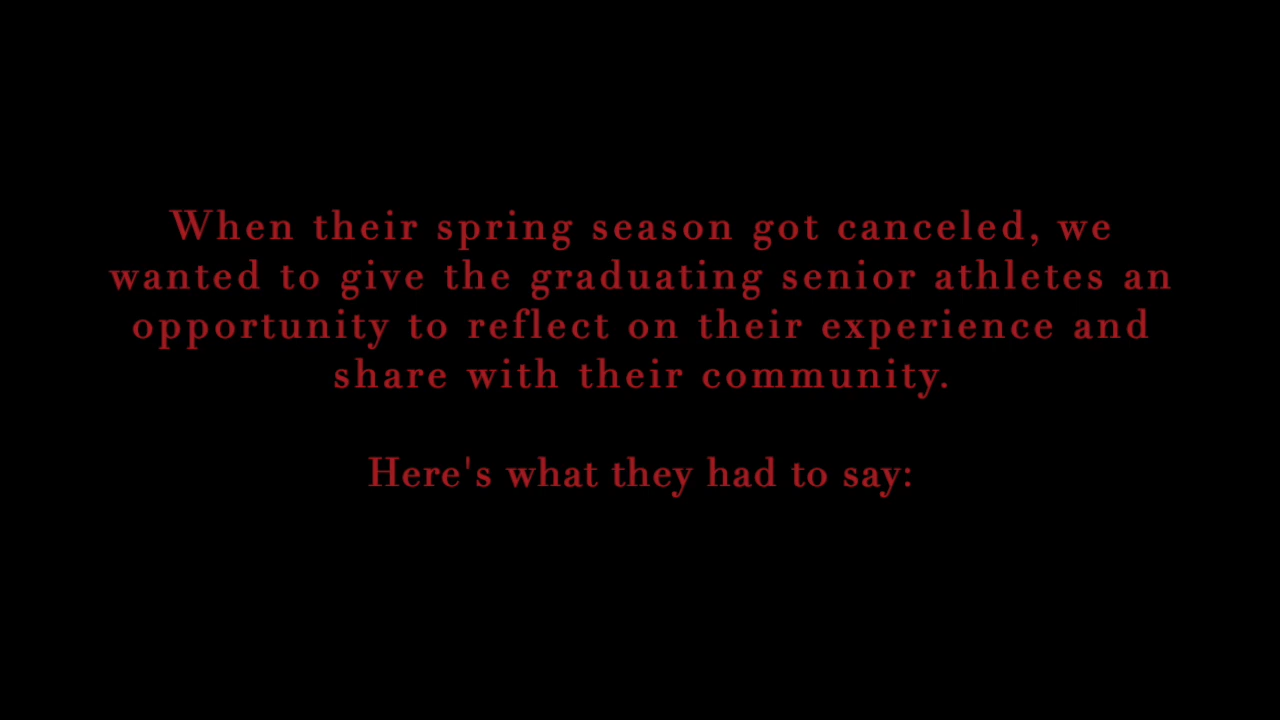 When their spring season got canceled, we
wanted to give the graduating senior athletes an
opportunity to reflect on their experience and
share with their community.
Here's what they had to say: